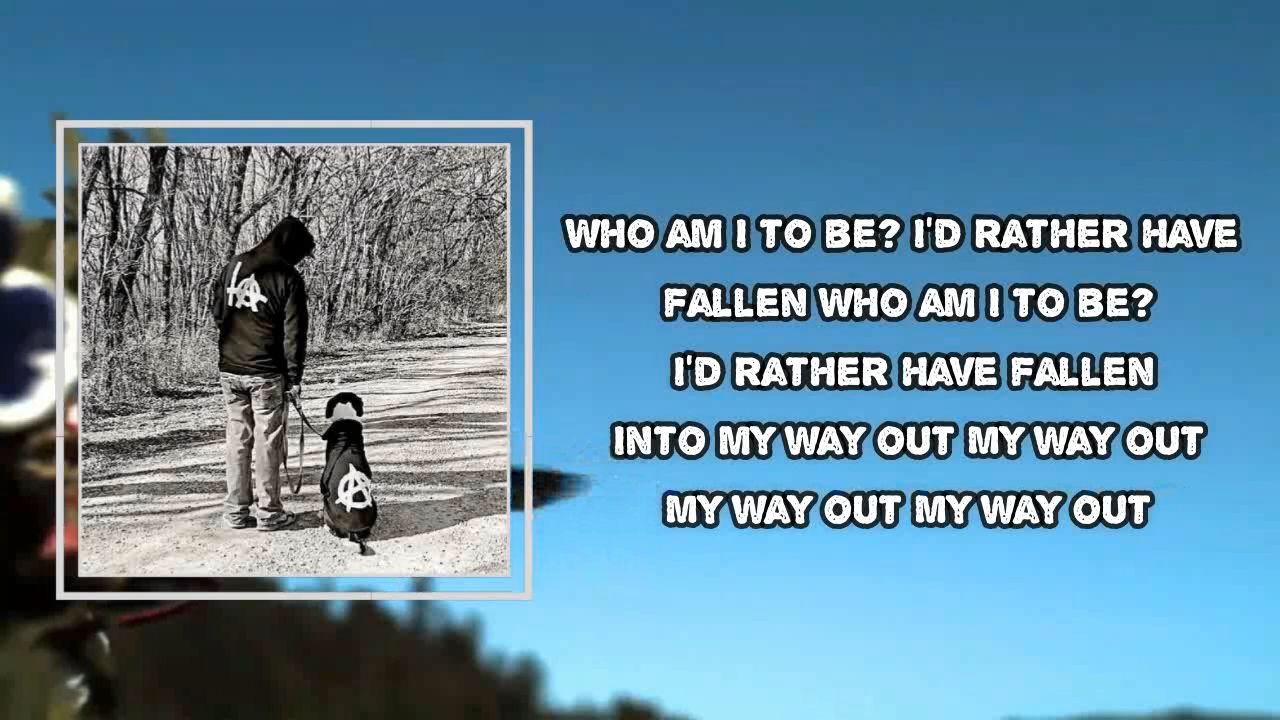 WHO AM I TO BE? I'D RATHER HAVE
FALLEN WHO AM I TO BE?
I'D RATHER HAVE FALLEN
INTO MY WAY OUT MY WAY OUT
MY WAY OUT MY WAY OUT